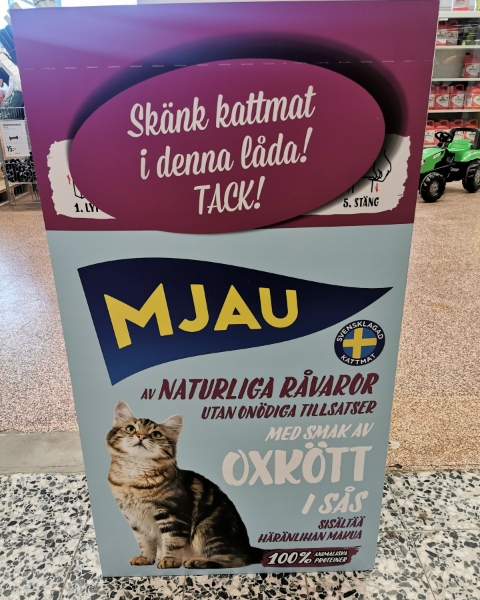 Skänk kattmat
i denna låda!
TACK!
1. LYF
5. STÄNG
MJAU
SVENSKLAGAD
KATTMAT
AV NATURLIGA RÅVAROR
UTAN ONÖDIGA TILLSATSER
MED SMAK AV
OXKÖTT
I SÅS
SISÄLTÄÄ
HÄRÄNLIHAN MAKUA
100% ANIMALISKA
PROTEINER